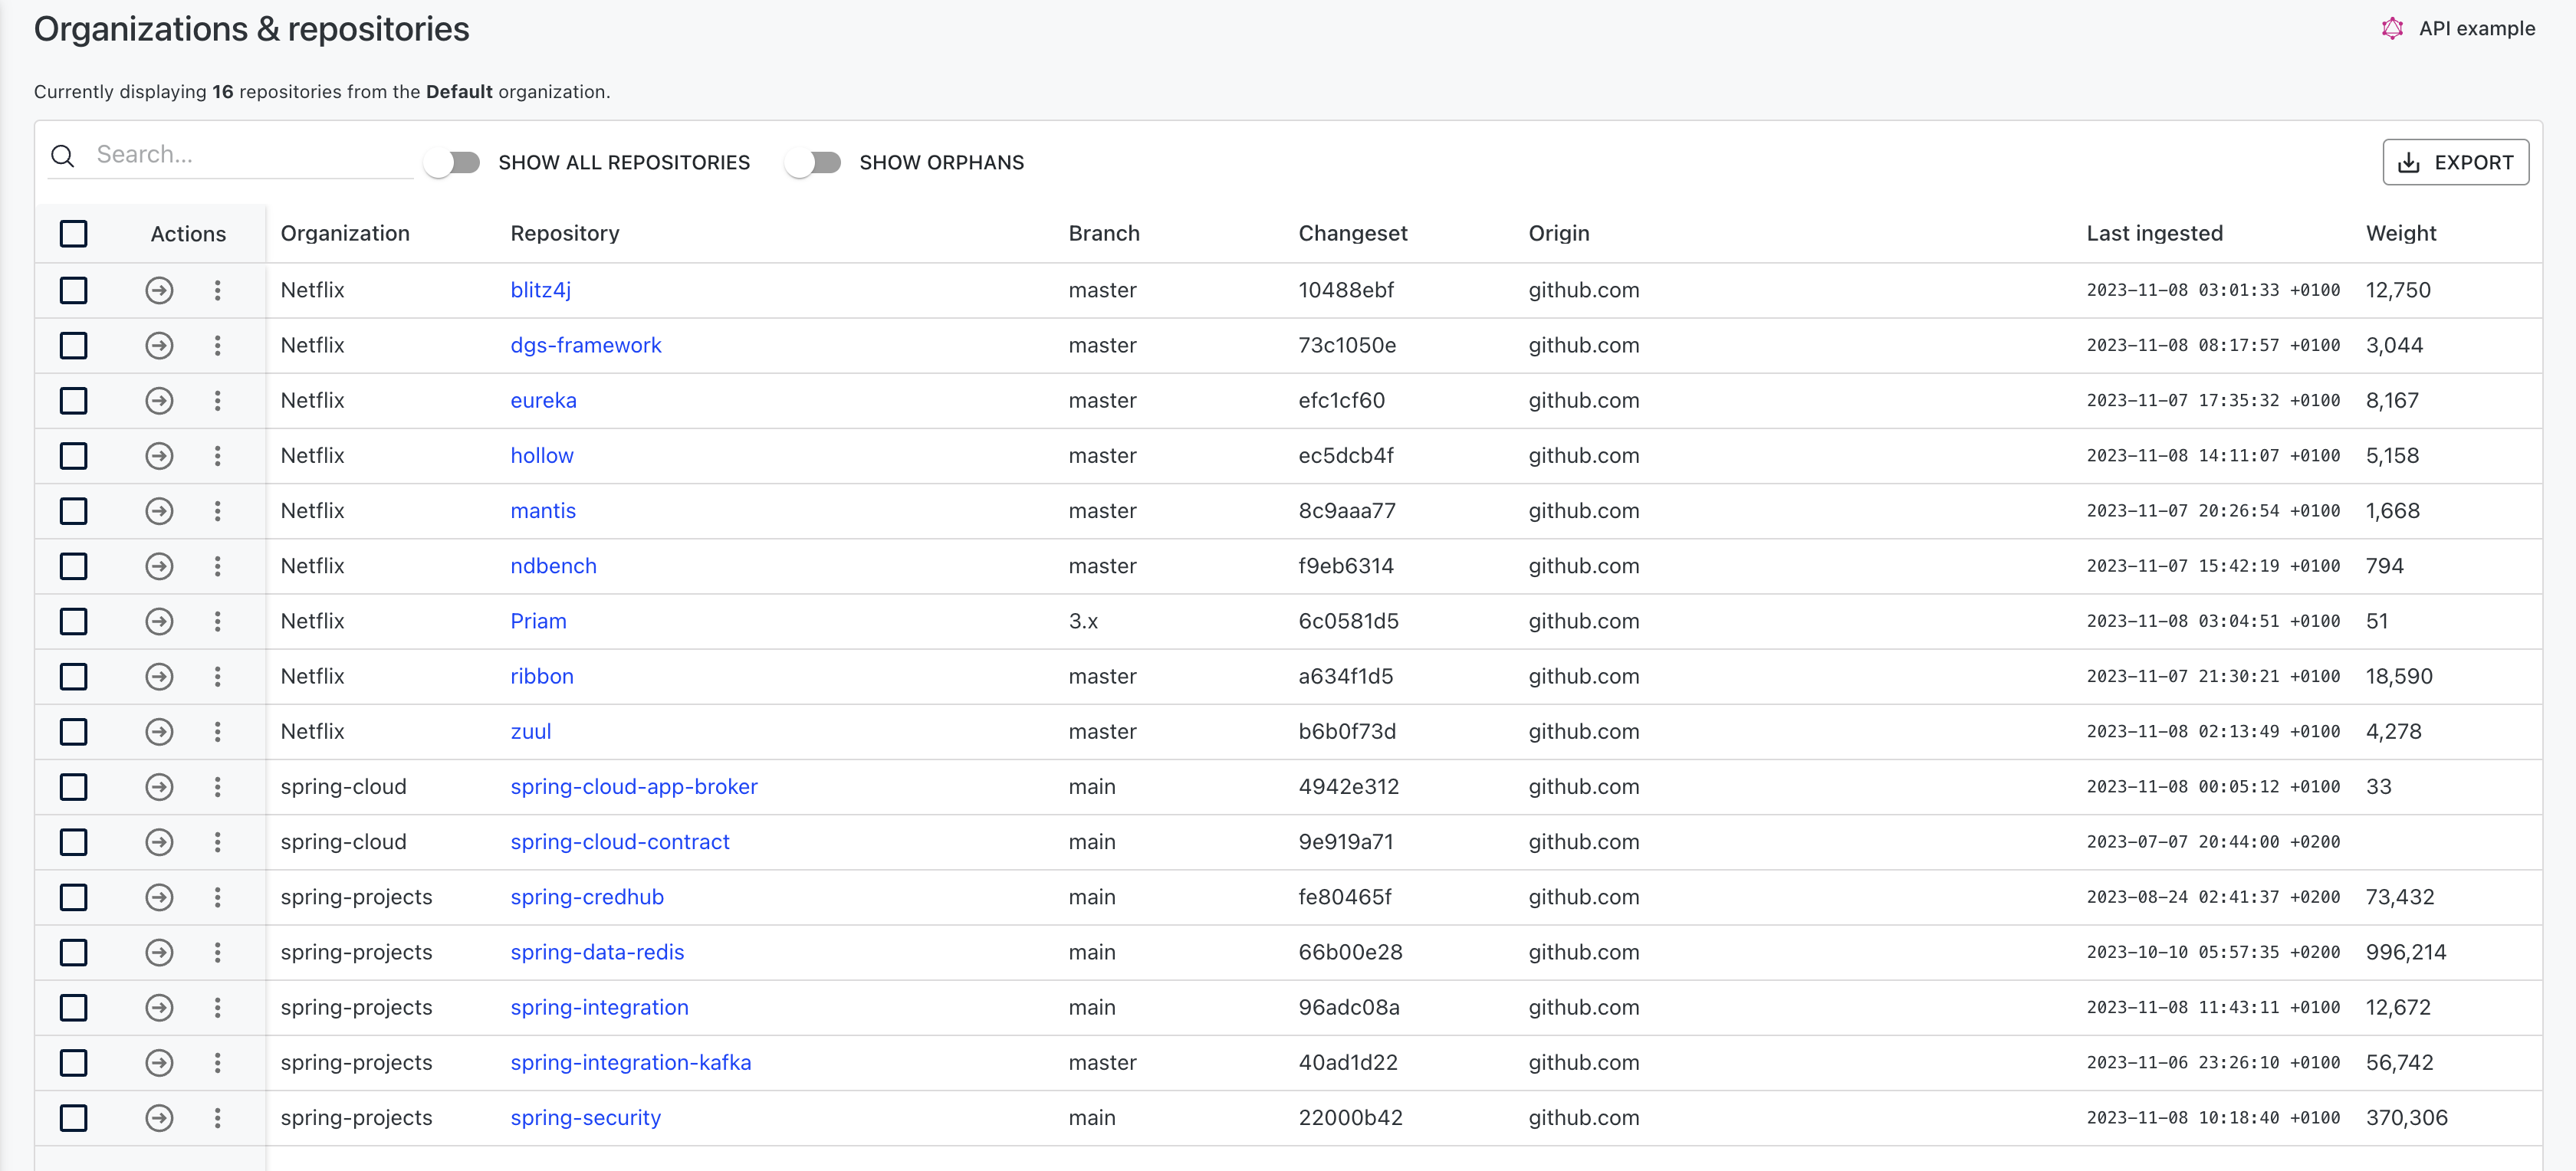 Organizations & repositories
API example
Currently displaying 16 repositories from the Default organization.
Search...
SHOW ALL REPOSITORIES
SHOW ORPHANS
EXPORT
Actions Organization Repository Branch Changeset Origin Last ingested Weight
Netflix blitz4j master 10488ebf github.com 2023-11-08 03:01:33 +0100 12,750
Netflix dgs-framework master 73c1050e github.com 2023-11-08 08:17:57 +0100 3,044
Netflix eureka master efc1cf60 github.com 2023-11-07 17:35:32 +0100 8,167
Netflix hollow master ec5dcb4f github.com 2023-11-08 14:11:07 +0100 5,158
Netflix mantis master 8c9aaa77 github.com 2023-11-07 20:26:54 +0100 1,668
Netflix ndbench master f9eb6314 github.com 2023-11-07 15:42:19 +0100 794
Netflix Priam 3.x 6c0581d5 github.com 2023-11-08 03:04:51 +0100 51
Netflix ribbon master a634f1d5 github.com 2023-11-07 21:30:21 +0100 18,590
Netflix zuul master b6b0f73d github.com 2023-11-08 02:13:49 +0100 4,278
spring-cloud spring-cloud-app-broker main 4942e312 github.com 2023-11-08 00:05:12 +0100 33
spring-cloud spring-cloud-contract main 9e919a71 github.com 2023-07-07 20:44:00 +0200
spring-projects spring-credhub main fe80465f github.com 2023-08-24 02:41:37 +0200 73,432
spring-projects spring-data-redis main 66b00e28 github.com 2023-10-10 05:57:35 +0200 996,214
spring-projects spring-integration main 96adc08a github.com 2023-11-08 11:43:11 +0100 12,672
spring-projects spring-integration-kafka master 40ad1d22 github.com 2023-11-06 23:26:10 +0100 56,742
spring-projects spring-security main 22000b42 github.com 2023-11-08 10:18:40 +0100 370,306